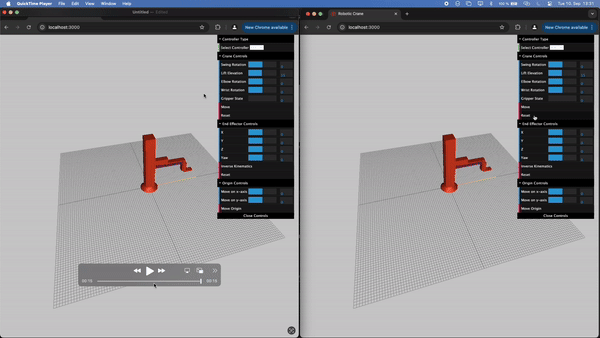 QuickTime Player File Edit View Window Help
Tue 10. Sep 13:31
localhost:3000
New Chrome available
Controller Type
Select Controller
Crane Controls
Swing Rotation
Lift Elevation
Elbow Rotation
Wrist Rotation
Gripper State
Move
Reset
End Effector Controls
X
Y
Z
Yaw
Inverse Kinematics
Reset
Origin Controls
Move on x-axis
Move on y-axis
Move Origin
Close Controls
00:15
00:15
Robotic Crane
localhost:3000
New Chrome available
Controller Type
Select Controller
Crane Controls
Swing Rotation
Lift Elevation
Elbow Rotation
Wrist Rotation
Gripper State
Move
Reset
End Effector Controls
X
Y
Z
Yaw
Inverse Kinematics
Reset
Origin Controls
Move on x-axis
Move on y-axis
Move Origin
Close Controls